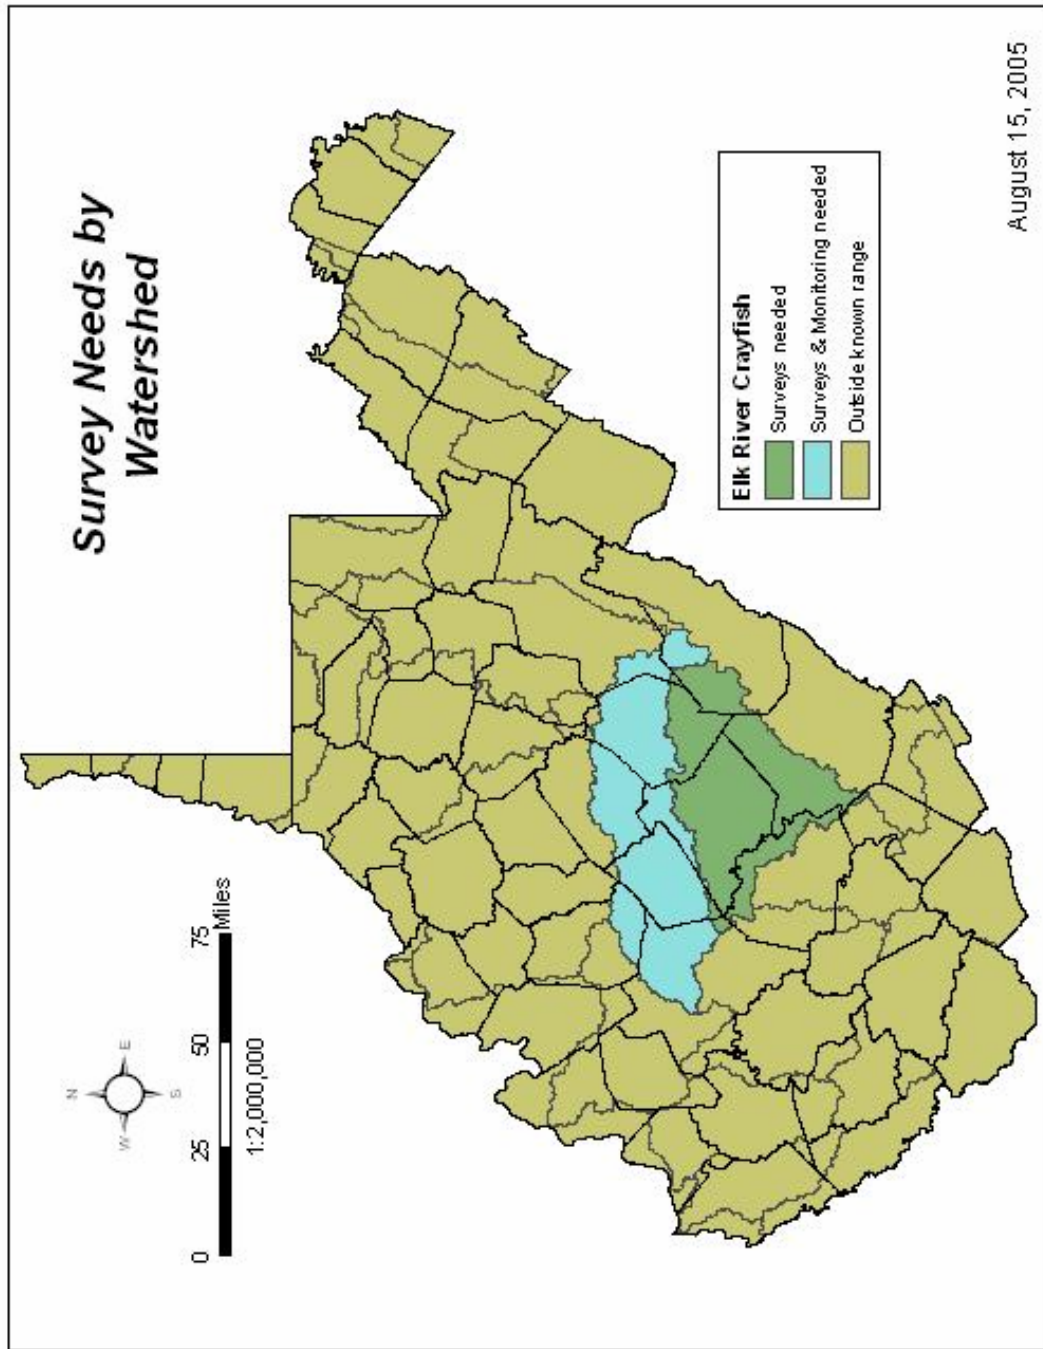 Survey Needs by
Watershed
N
W
E
S
0
25
50
75
Miles
1:2,000,000
Elk River Crayfish
Surveys needed
Surveys & Monitoring needed
Outside known range
August 15, 2005